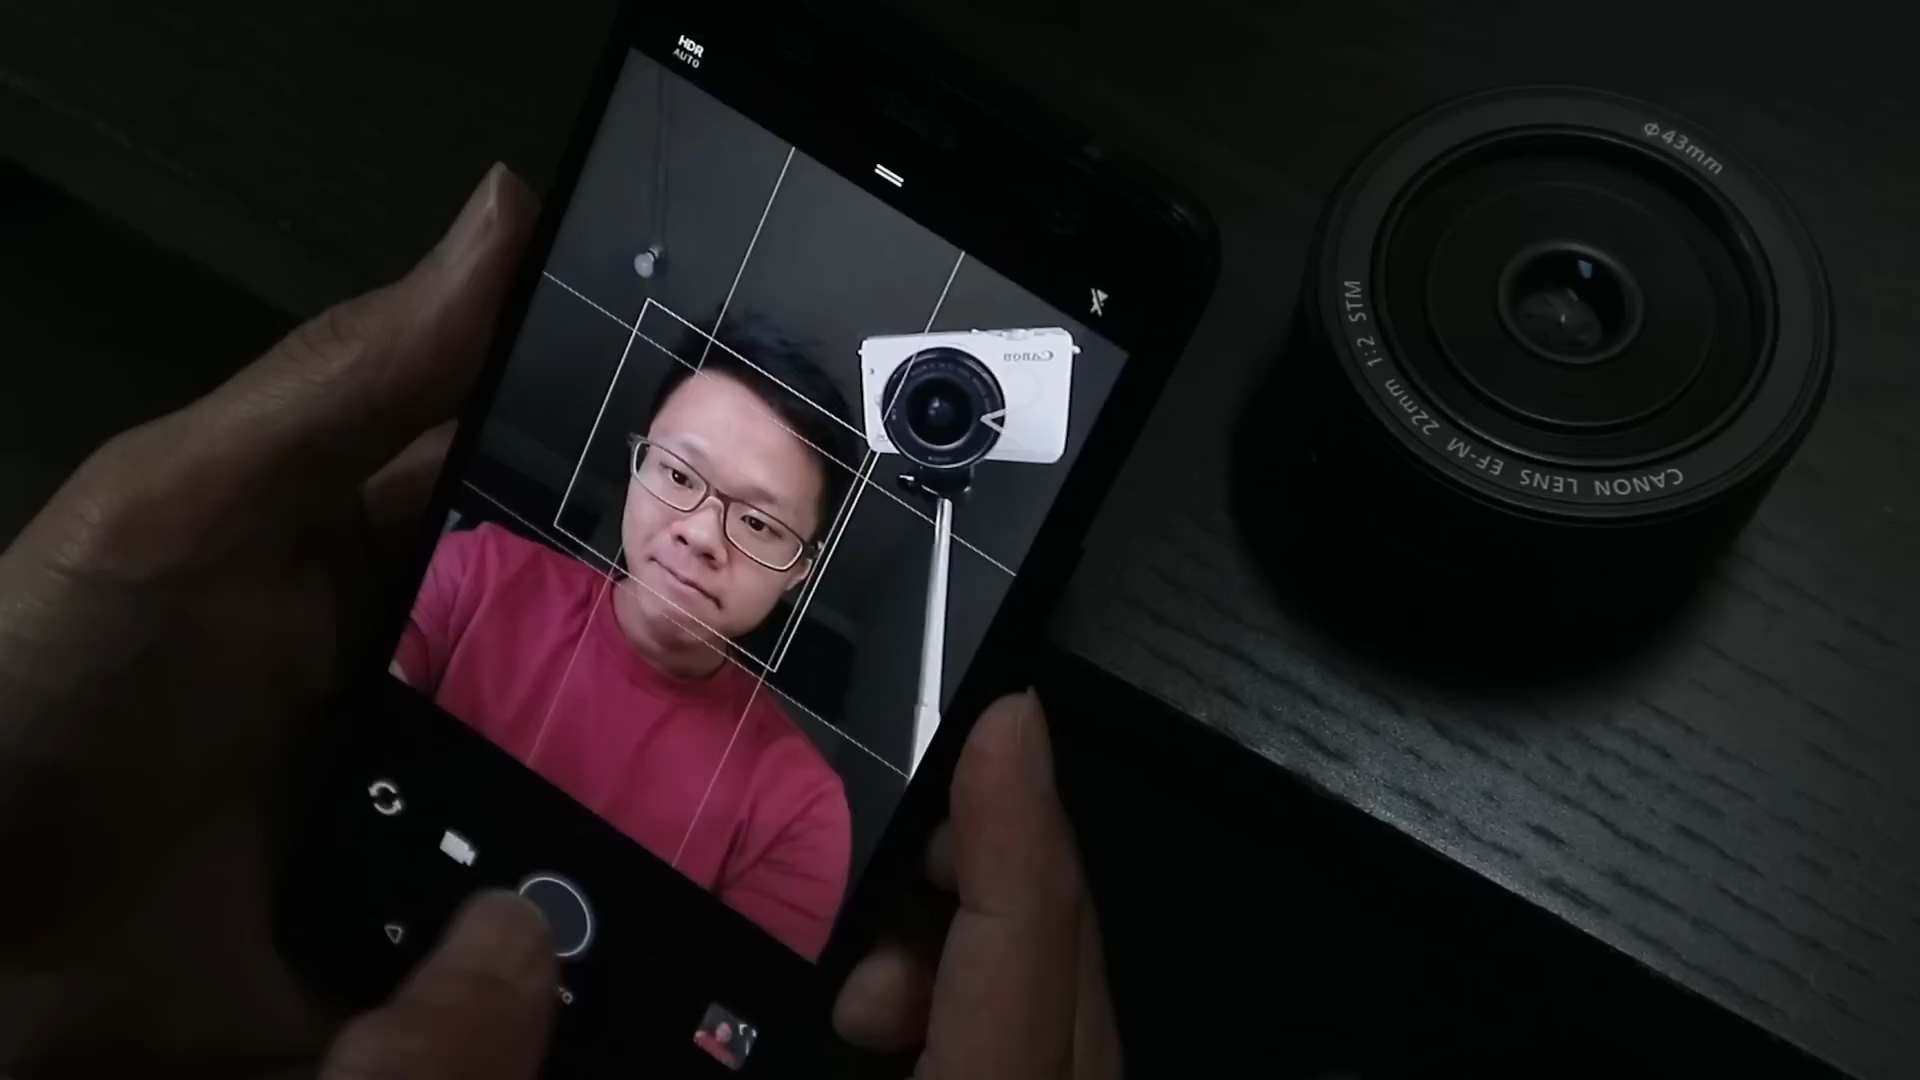 HDR
AUTO
Canon
Φ43mm
CANON LENS EF-M 22mm 1:2 STM